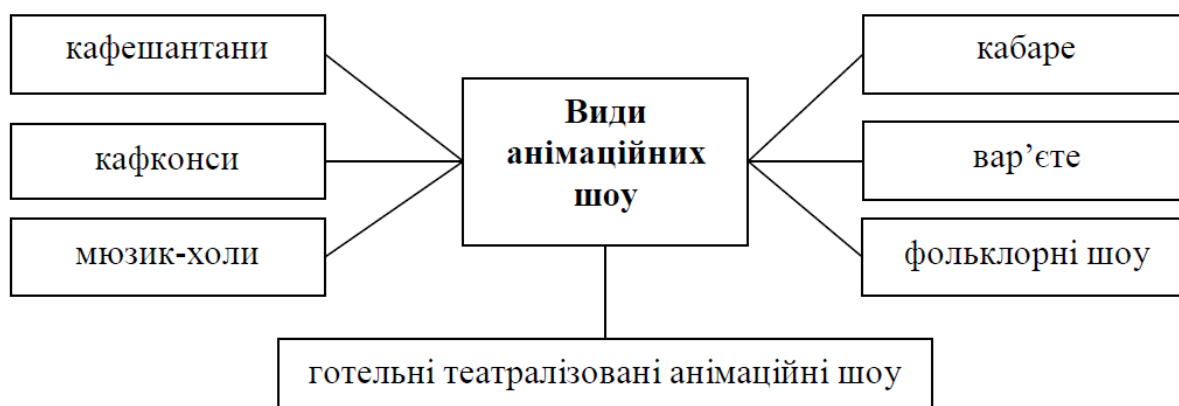 кафешантани
кабаре
Види
анімаційних
шоу
кафконси
вар’єте
мюзик-холи
фольклорні шоу
готельні театралізовані анімаційні шоу